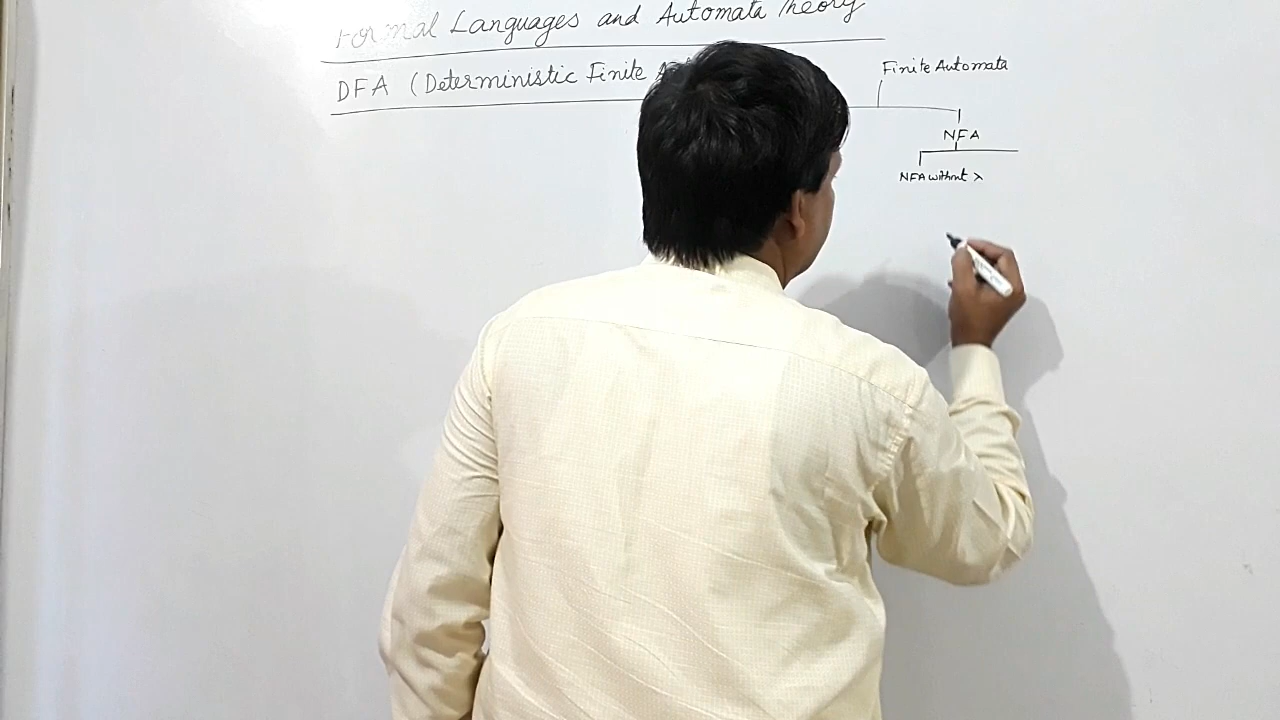 Formal Languages and Automata Theory
DFA (Deterministic Finite
Finite Automata
NFA
NFA without λ